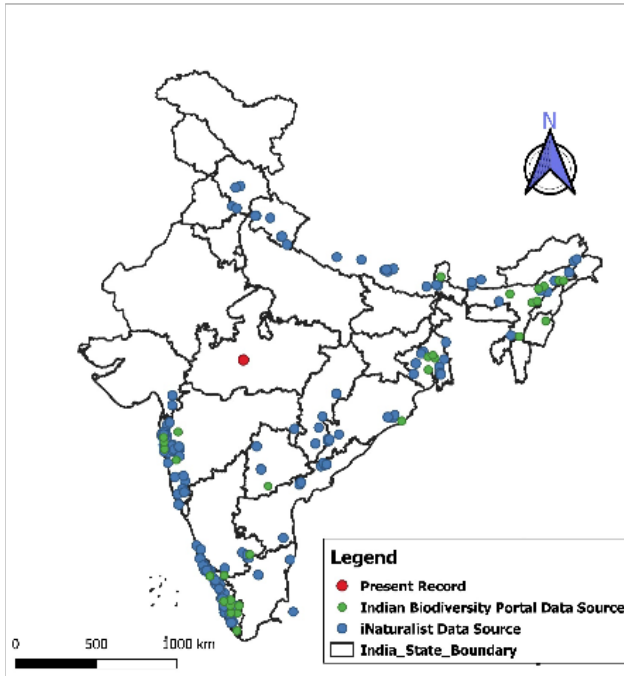 N
Legend
Present Record
Indian Biodiversity Portal Data Source
iNaturalist Data Source
India_State_Boundary
0 500 1000 km